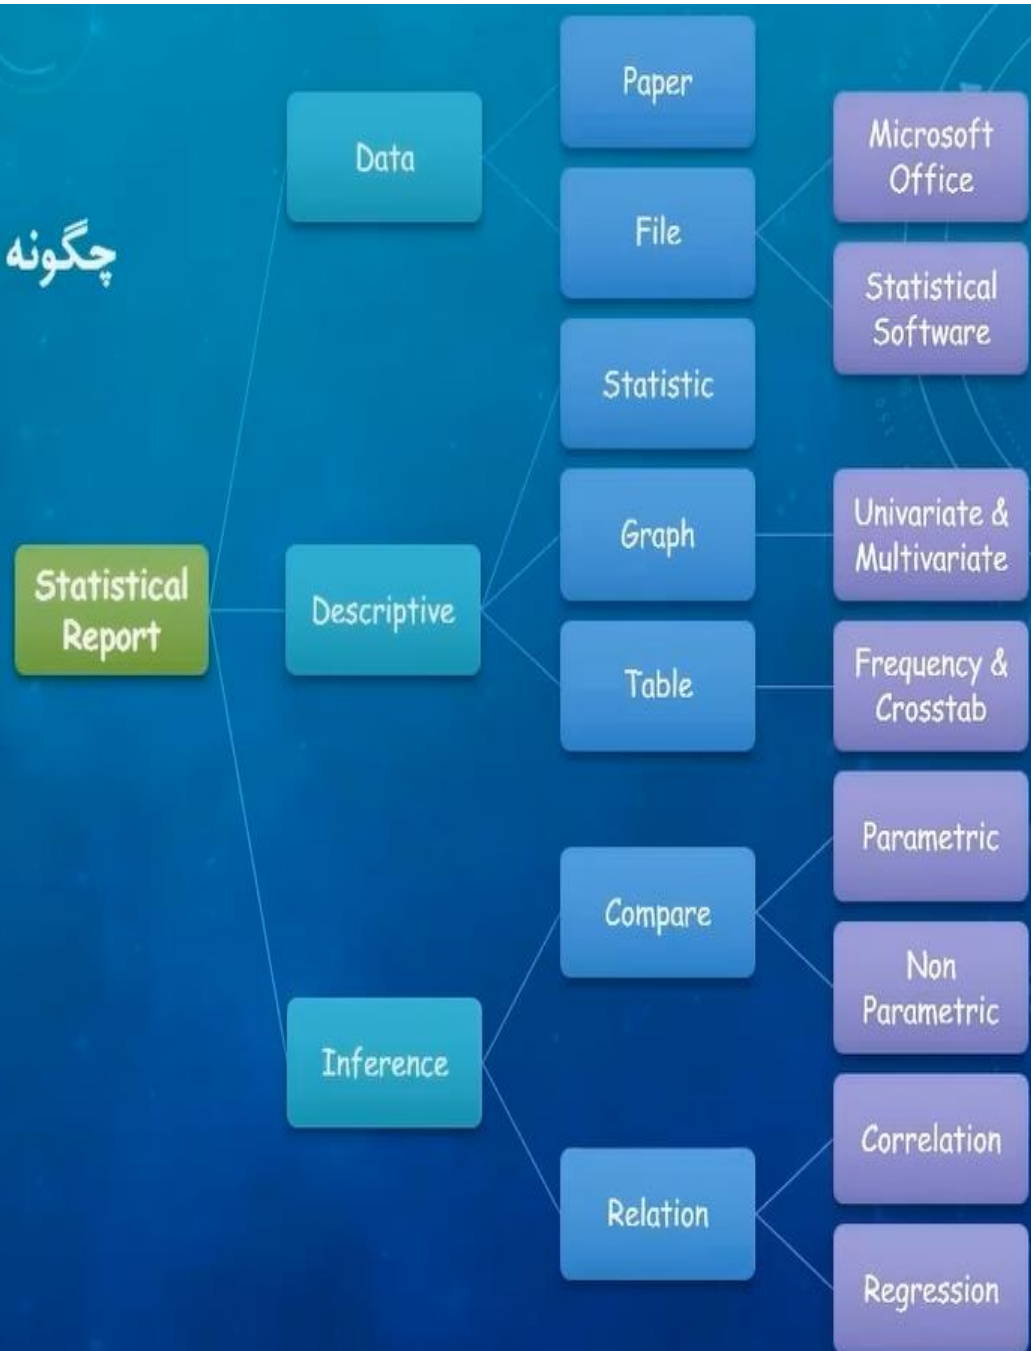 چگونه
Statistical
Report
Data
Paper
File
Microsoft
Office
Statistical
Software
Descriptive
Statistic
Graph
Univariate &
Multivariate
Table
Frequency &
Crosstab
Inference
Compare
Parametric
Non
Parametric
Relation
Correlation
Regression